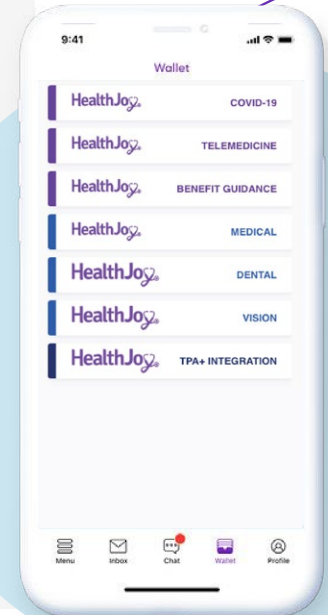 9:41
Wallet
HealthJoy COVID-19
HealthJoy TELEMEDICINE
HealthJoy BENEFIT GUIDANCE
HealthJoy MEDICAL
HealthJoy DENTAL
HealthJoy VISION
HealthJoy TPA+ INTEGRATION
Menu Inbox Chat Wallet Profile